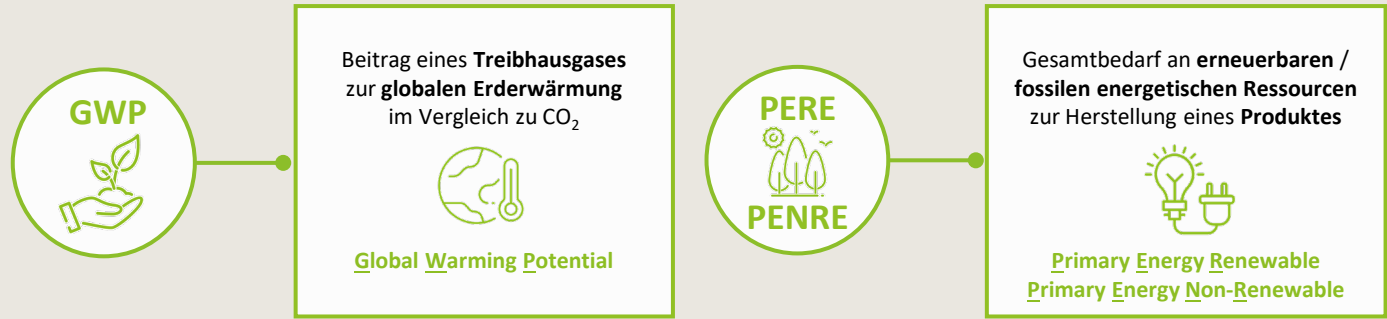 GWP
Beitrag eines Treibhausgases
zur globalen Erderwärmung
im Vergleich zu CO₂
Global Warming Potential
PERE
PENRE
Gesamtbedarf an erneuerbaren /
fossilen energetischen Ressourcen
zur Herstellung eines Produktes
Primary Energy Renewable
Primary Energy Non-Renewable